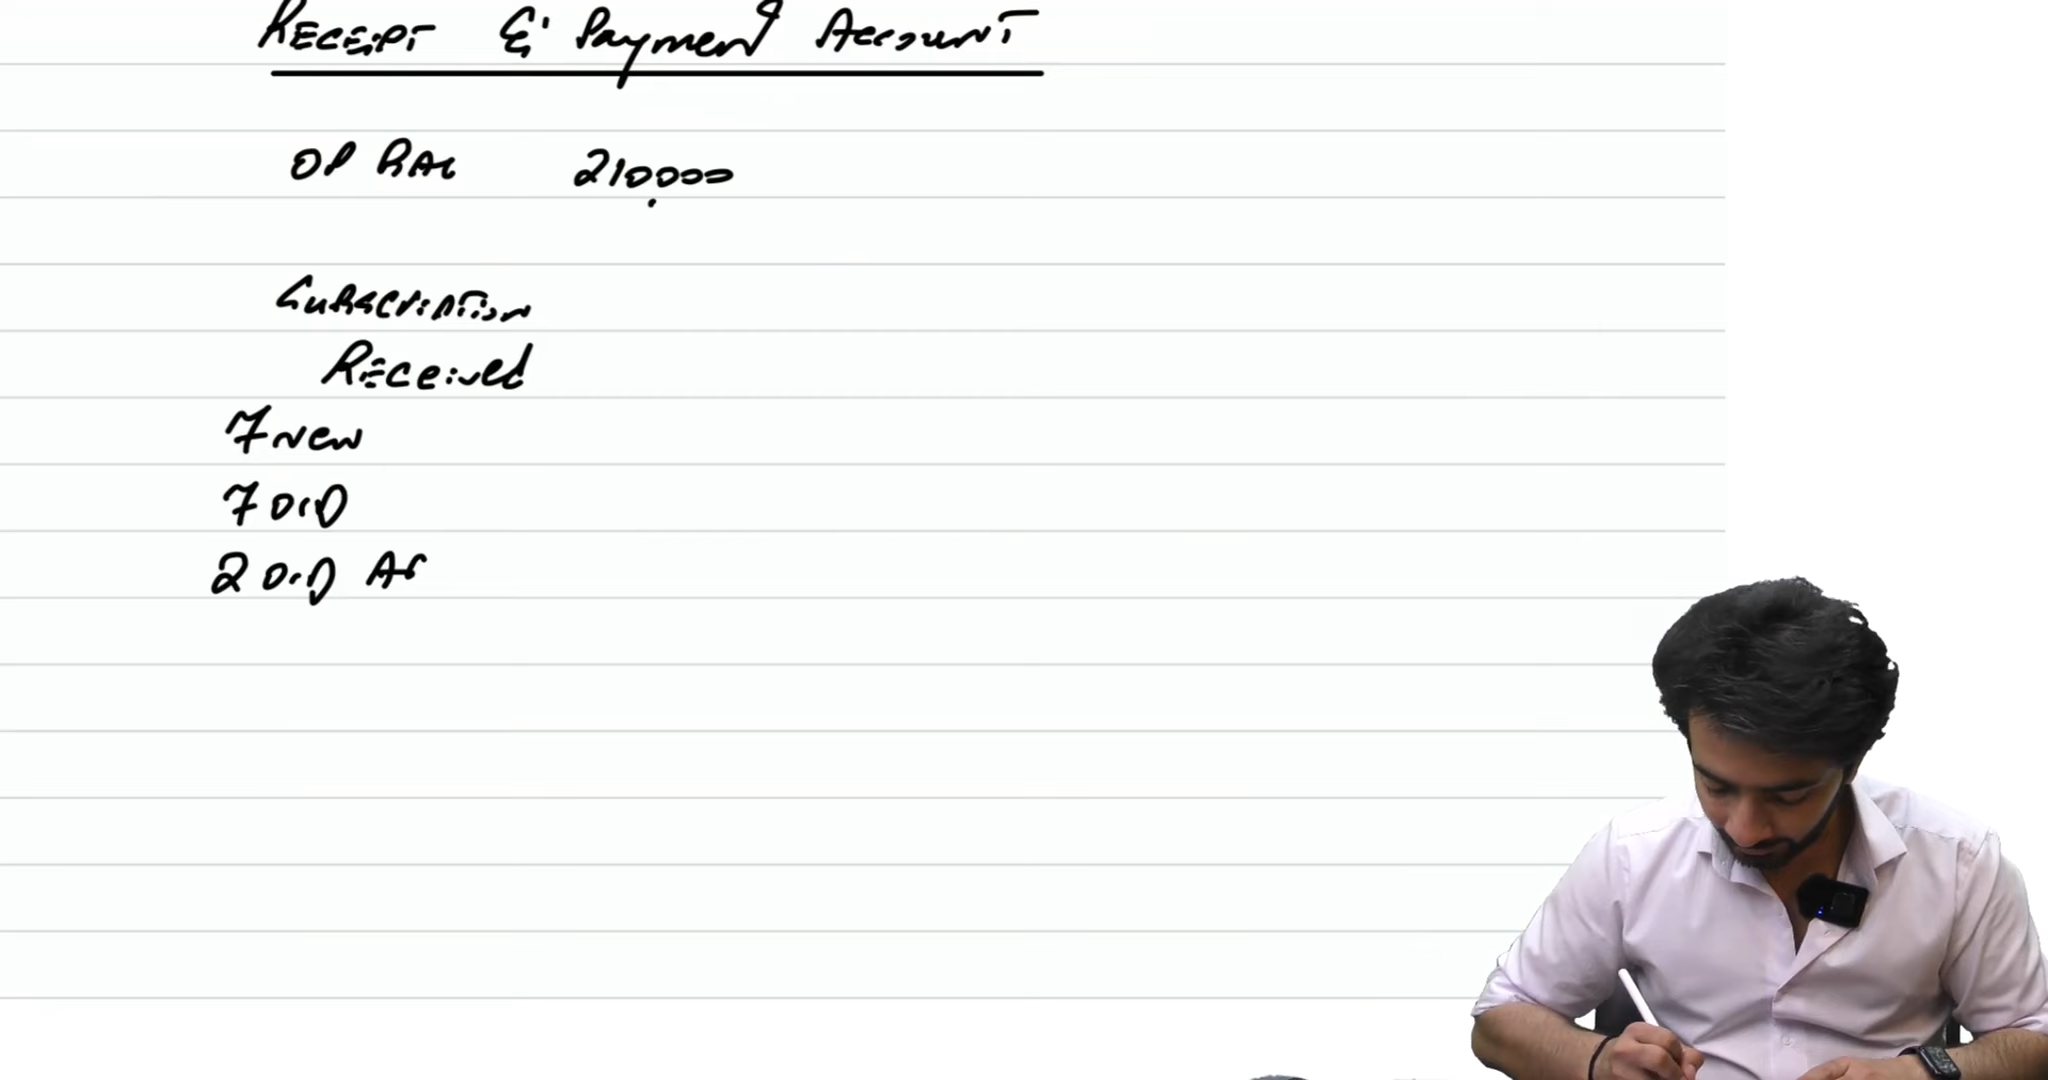 Receipt & Payment Account
OP BAL 210000
Subscription
Received
7 New
7 OLD
2 OLD Ar